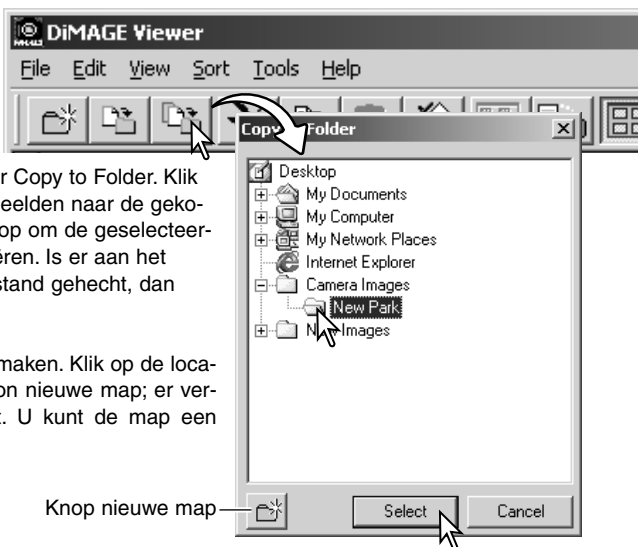 DiMAGE Viewer
File Edit View Sort Tools Help
Folder
Desktop
My Documents
My Computer
My Network Places
Internet Explorer
Camera Images
New Park
Images
r Copy to Folder. Klik
eelden naar de geko-
op om de geselecteer-
ëren. Is er aan het
stand gehecht, dan
maken. Klik op de loca-
on nieuwe map; er ver-
. U kunt de map een
Knop nieuwe map
Select Cancel